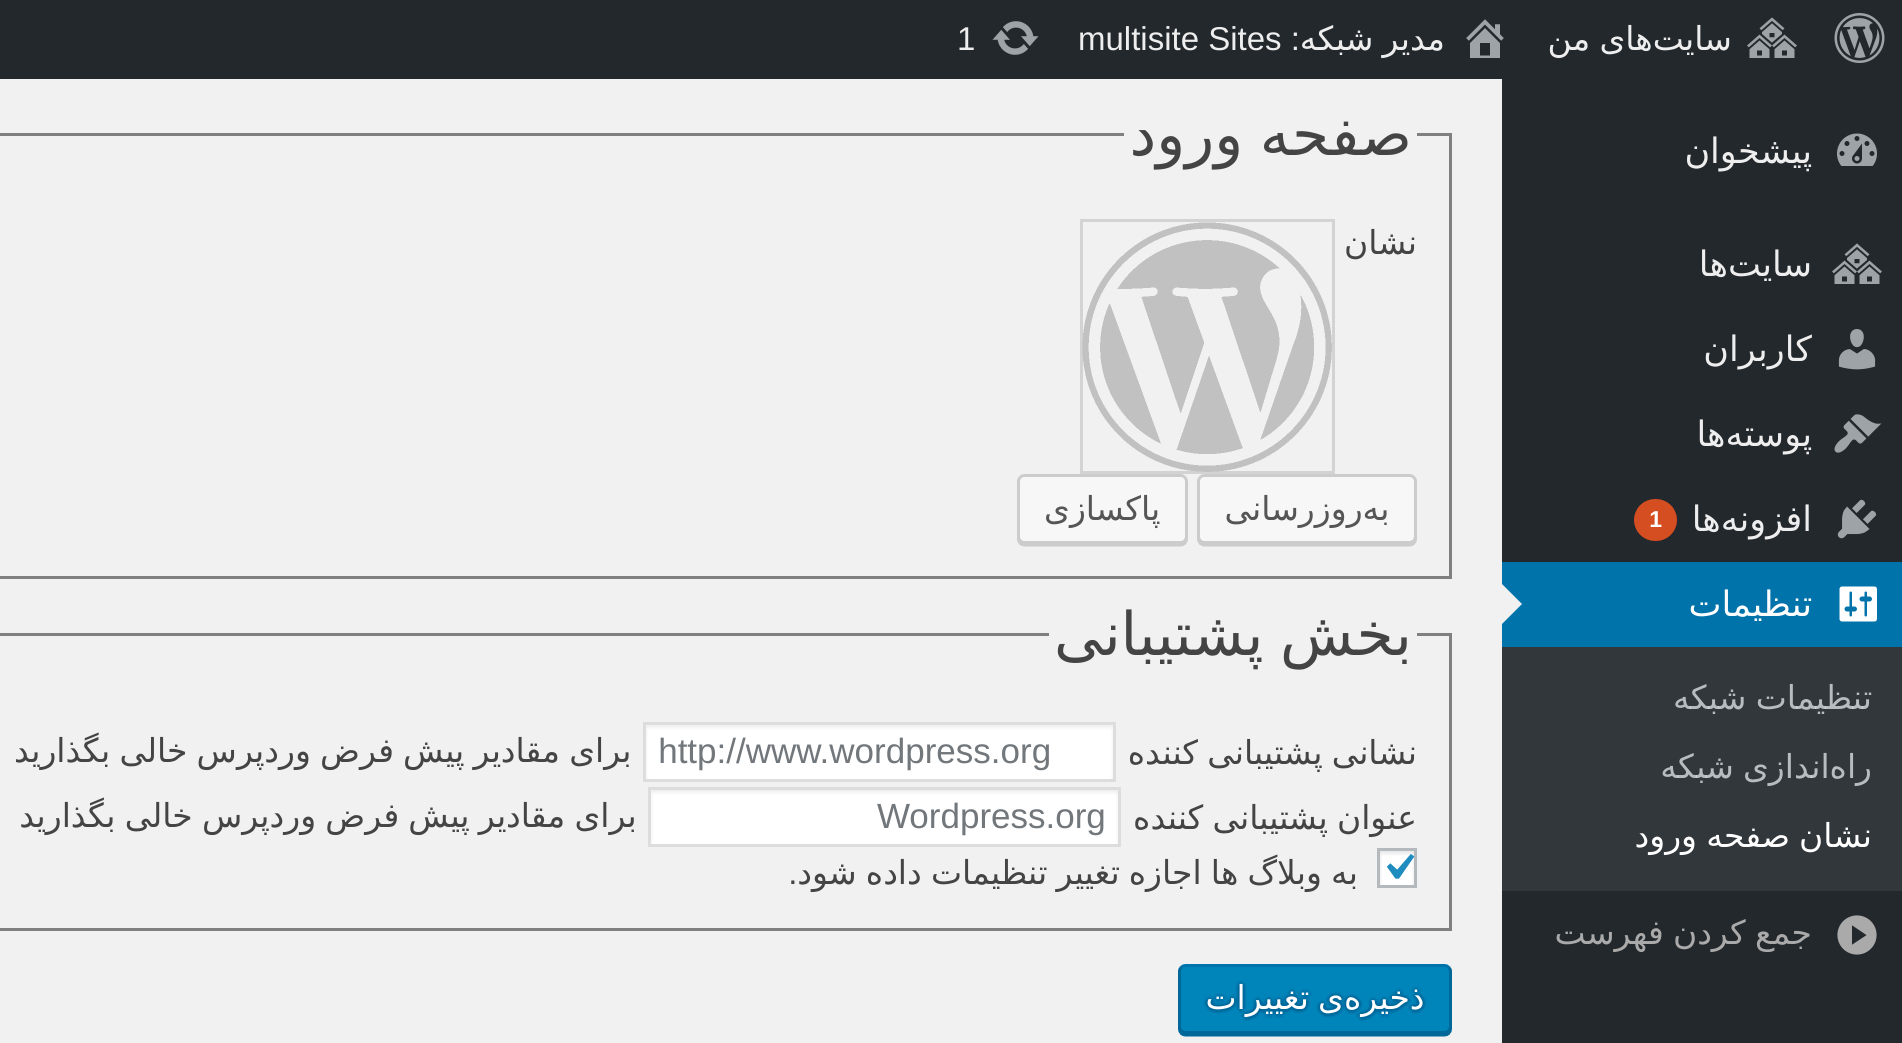 سایت‌های من
مدیر شبکه: multisite Sites
1
پیشخوان
سایت‌ها
کاربران
پوسته‌ها
افزونه‌ها 1
تنظیمات
تنظیمات شبکه
راه‌اندازی شبکه
نشان صفحه ورود
جمع کردن فهرست
صفحه ورود
نشان
به‌روزرسانی
پاکسازی
بخش پشتیبانی
نشانی پشتیبانی کننده http://www.wordpress.org برای مقادیر پیش فرض وردپرس خالی بگذارید
عنوان پشتیبانی کننده Wordpress.org برای مقادیر پیش فرض وردپرس خالی بگذارید
به وبلاگ ها اجازه تغییر تنظیمات داده شود.
ذخیره‌ی تغییرات